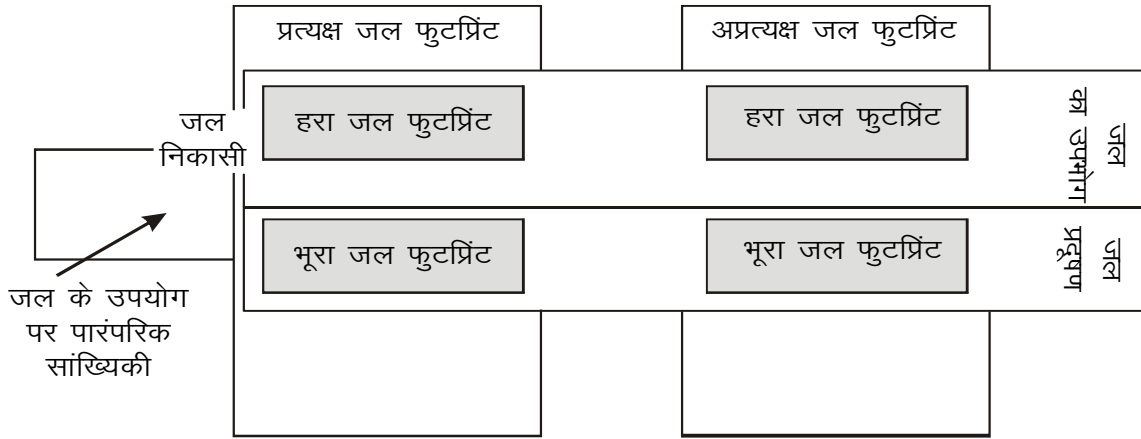 प्रत्यक्ष जल फुटप्रिंट
अप्रत्यक्ष जल फुटप्रिंट
जल
निकासी
हरा जल फुटप्रिंट
हरा जल फुटप्रिंट
जल
का उपभोग
भूरा जल फुटप्रिंट
भूरा जल फुटप्रिंट
जल
प्रदूषण
जल के उपयोग
पर पारंपरिक
सांख्यिकी